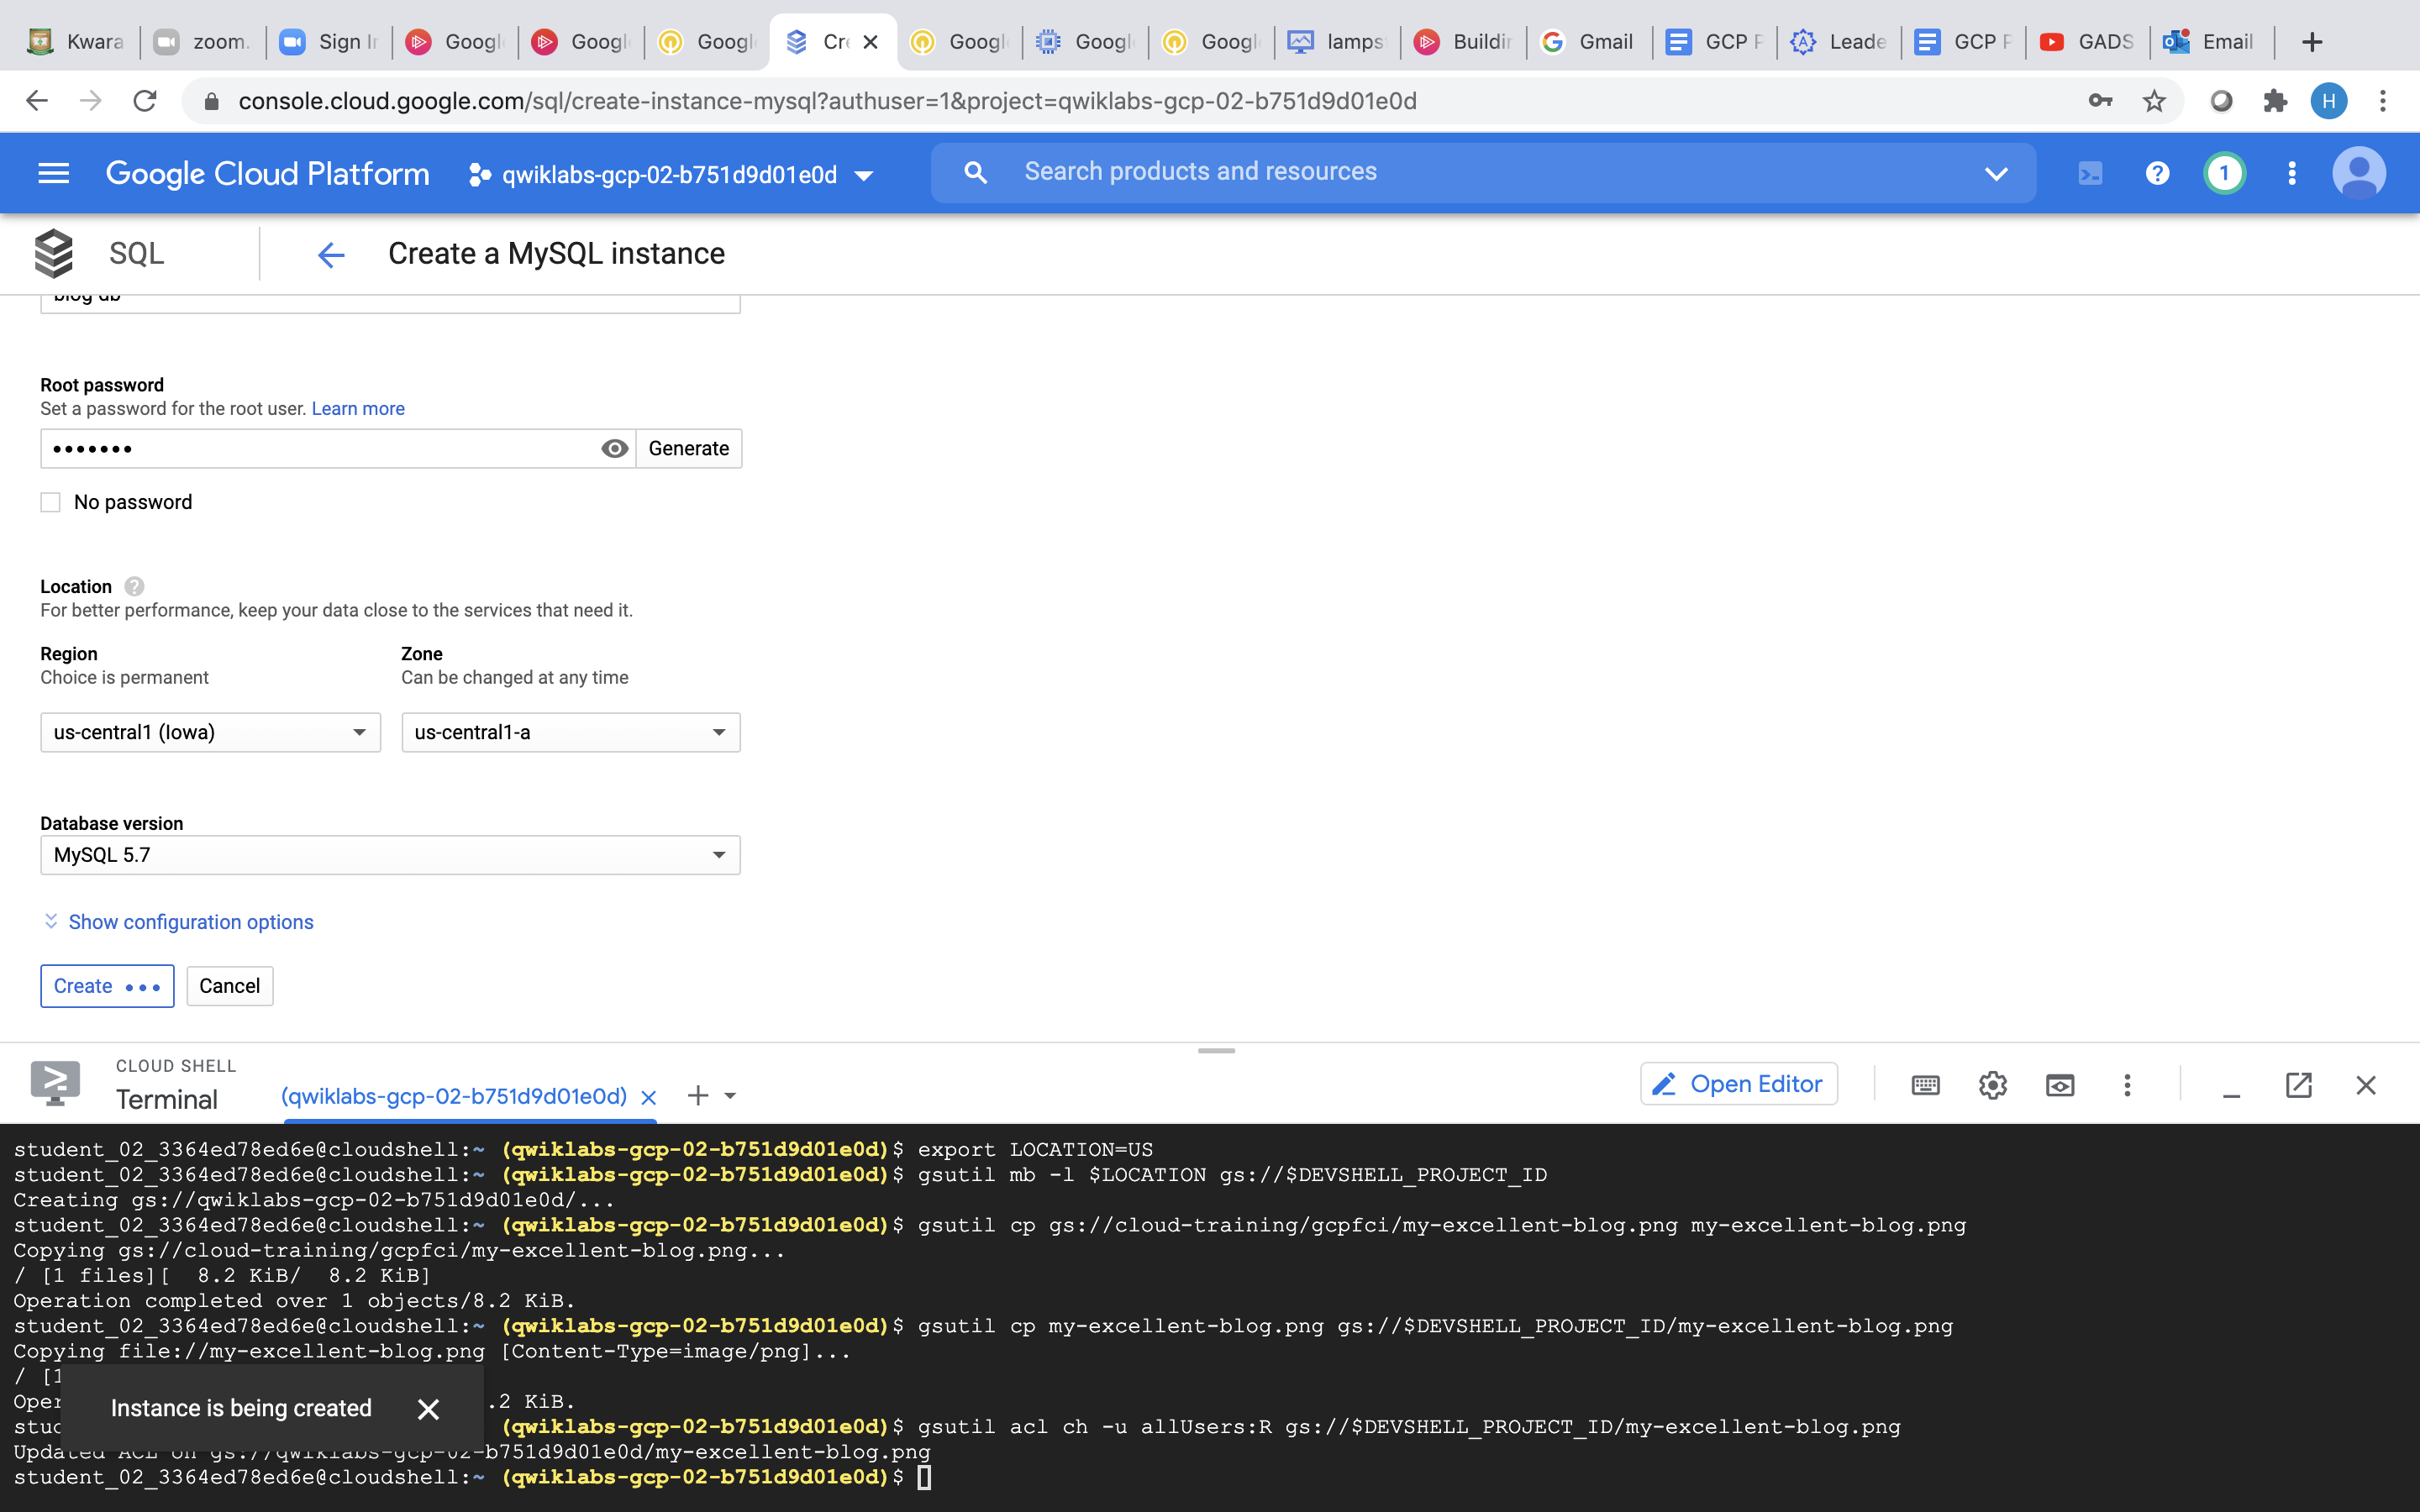 Kwara
zoom.
Sign I
Googl
Googl
Googl
Cr
Googl
Googl
Googl
lamps
Buildi
Gmail
GCP F
Leade
GCP F
GADS
Email
console.cloud.google.com/sql/create-instance-mysql?authuser=1&project=qwiklabs-gcp-02-b751d9d01e0d
H
Google Cloud Platform
qwiklabs-gcp-02-b751d9d01e0d
Search products and resources
1
SQL
Create a MySQL instance
Root password
Set a password for the root user. Learn more
•••••••
Generate
No password
Location
For better performance, keep your data close to the services that need it.
Region
Choice is permanent
Zone
Can be changed at any time
us-central1 (Iowa)
us-central1-a
Database version
MySQL 5.7
Show configuration options
Create •••
Cancel
CLOUD SHELL
Terminal
(qwiklabs-gcp-02-b751d9d01e0d)
Open Editor
student_02_3364ed78ed6e@cloudshell:~ (qwiklabs-gcp-02-b751d9d01e0d)$ export LOCATION=US
student_02_3364ed78ed6e@cloudshell:~ (qwiklabs-gcp-02-b751d9d01e0d)$ gsutil mb -l $LOCATION gs://$DEVSHELL_PROJECT_ID
Creating gs://qwiklabs-gcp-02-b751d9d01e0d/...
student_02_3364ed78ed6e@cloudshell:~ (qwiklabs-gcp-02-b751d9d01e0d)$ gsutil cp gs://cloud-training/gcpfci/my-excellent-blog.png my-excellent-blog.png
Copying gs://cloud-training/gcpfci/my-excellent-blog.png...
/ [1 files][  8.2 KiB/  8.2 KiB]
Operation completed over 1 objects/8.2 KiB.
student_02_3364ed78ed6e@cloudshell:~ (qwiklabs-gcp-02-b751d9d01e0d)$ gsutil cp my-excellent-blog.png gs://$DEVSHELL_PROJECT_ID/my-excellent-blog.png
Copying file://my-excellent-blog.png [Content-Type=image/png]...
/ [1
Oper .2 KiB.
Instance is being created
stud (qwiklabs-gcp-02-b751d9d01e0d)$ gsutil acl ch -u allUsers:R gs://$DEVSHELL_PROJECT_ID/my-excellent-blog.png
Updated ACL on gs://qwiklabs-gcp-02-b751d9d01e0d/my-excellent-blog.png
student_02_3364ed78ed6e@cloudshell:~ (qwiklabs-gcp-02-b751d9d01e0d)$